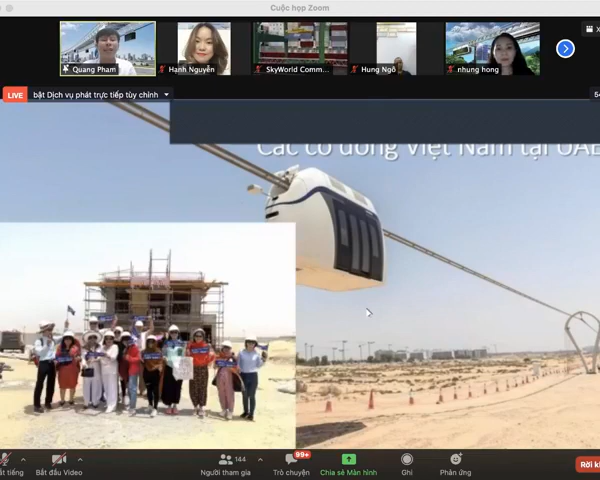 Cuộc họp Zoom
Quang Pham
Hạnh Nguyễn
SkyWorld Comm...
Hung Ngô
nhung hong
LIVE
bật Dịch vụ phát trực tiếp tùy chỉnh
Các cổ đông Việt Nam tại UAE
tắt tiếng
Bắt đầu Video
144
Người tham gia
99+
Trò chuyện
Chia sẻ Màn hình
Ghi
Phản ứng
Rời k